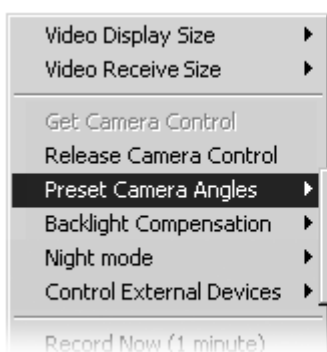 Video Display Size
Video Receive Size
Get Camera Control
Release Camera Control
Preset Camera Angles
Backlight Compensation
Night mode
Control External Devices
Record Now (1 minute)